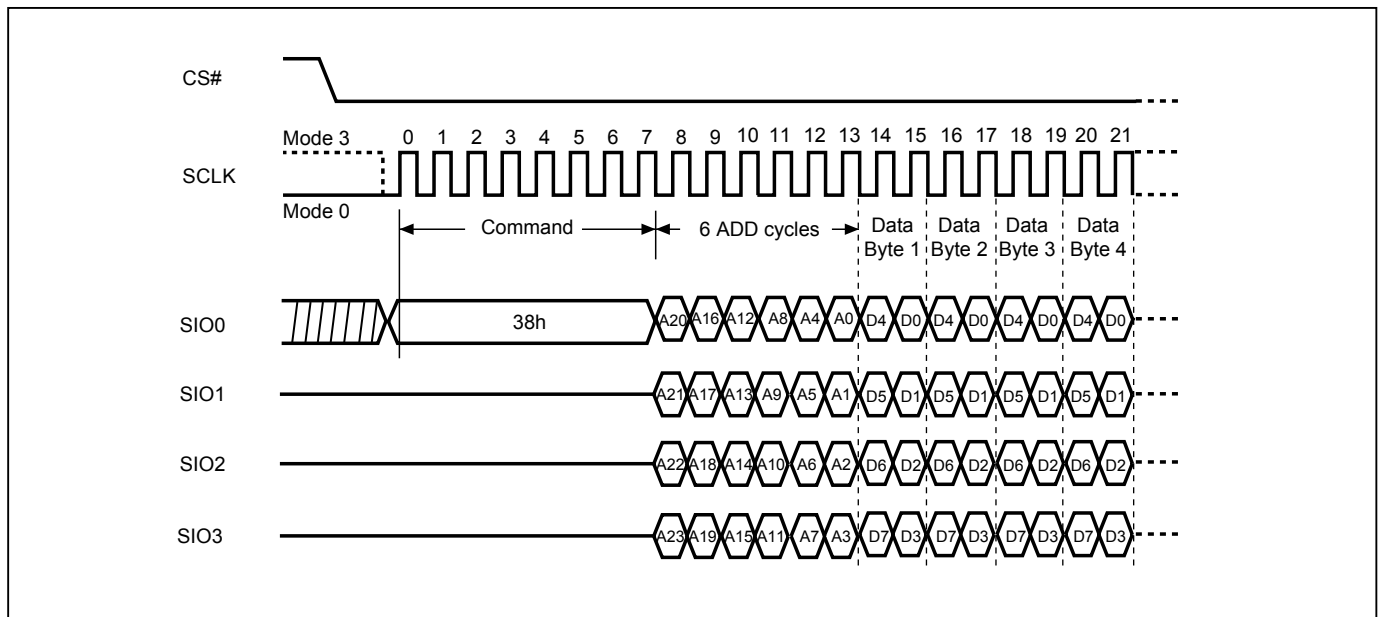 CS#
Mode 3
0 1 2 3 4 5 6 7 8 9 10 11 12 13 14 15 16 17 18 19 20 21
SCLK
Mode 0
Command
6 ADD cycles
Data Byte 1
Data Byte 2
Data Byte 3
Data Byte 4
SIO0
38h
A20 A16 A12 A8 A4 A0 D4 D0 D4 D0 D4 D0 D4 D0
SIO1
A21 A17 A13 A9 A5 A1 D5 D1 D5 D1 D5 D1 D5 D1
SIO2
A22 A18 A14 A10 A6 A2 D6 D2 D6 D2 D6 D2 D6 D2
SIO3
A23 A19 A15 A11 A7 A3 D7 D3 D7 D3 D7 D3 D7 D3